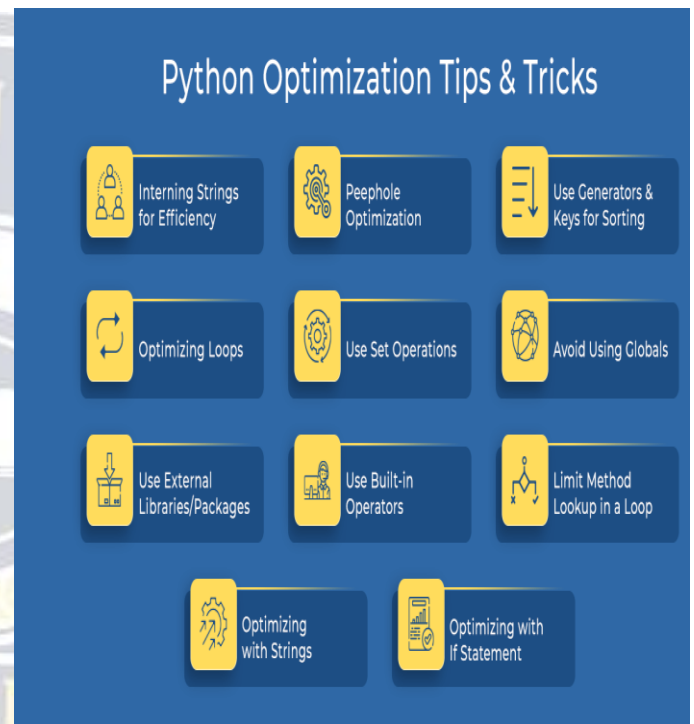 Python Optimization Tips & Tricks
Interning Strings
for Efficiency
Peephole
Optimization
Use Generators &
Keys for Sorting
Optimizing Loops
Use Set Operations
Avoid Using Globals
Use External
Libraries/Packages
Use Built-in
Operators
Limit Method
Lookup in a Loop
Optimizing
with Strings
Optimizing with
If Statement